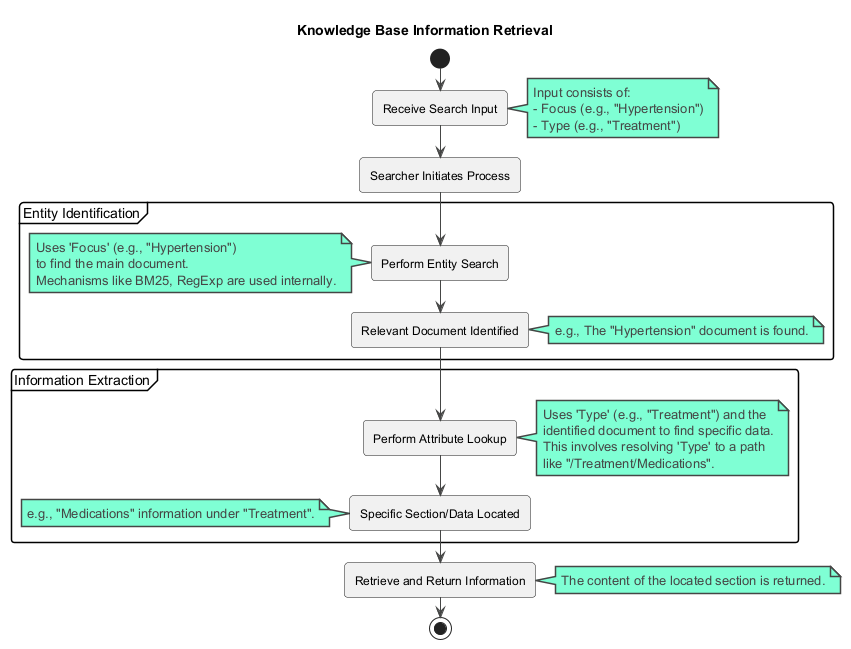 Knowledge Base Information Retrieval
Receive Search Input
Input consists of:
- Focus (e.g., "Hypertension")
- Type (e.g., "Treatment")
Searcher Initiates Process
Entity Identification
Uses 'Focus' (e.g., "Hypertension")
to find the main document.
Mechanisms like BM25, RegExp are used internally.
Perform Entity Search
Relevant Document Identified
e.g., The "Hypertension" document is found.
Information Extraction
Perform Attribute Lookup
Uses 'Type' (e.g., "Treatment") and the
identified document to find specific data.
This involves resolving 'Type' to a path
like "/Treatment/Medications".
e.g., "Medications" information under "Treatment".
Specific Section/Data Located
Retrieve and Return Information
The content of the located section is returned.